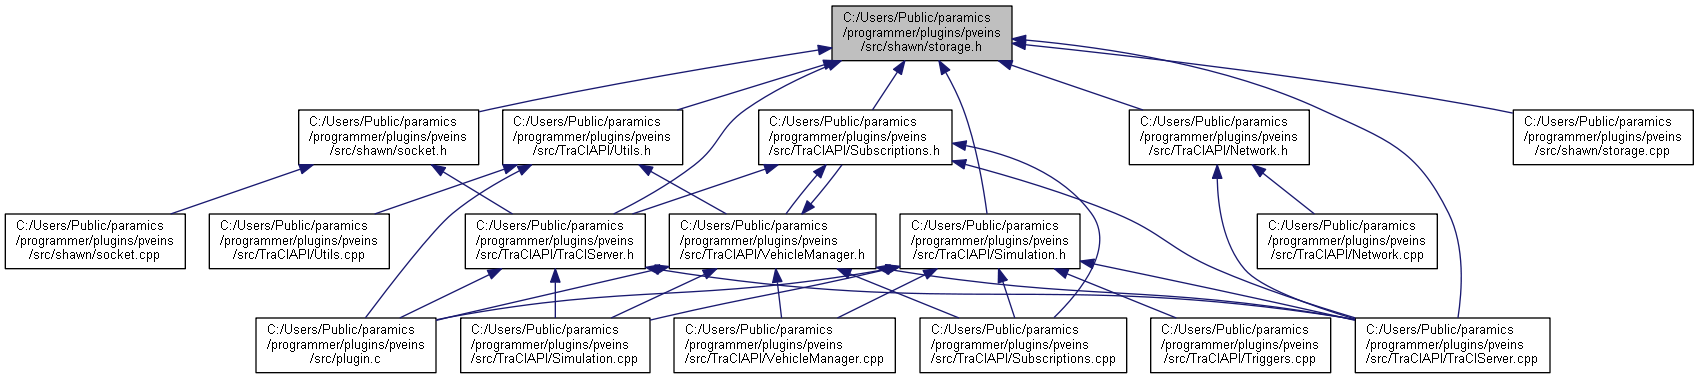 C:/Users/Public/paramics
/programmer/plugins/pveins
/src/shawn/storage.h
C:/Users/Public/paramics
/programmer/plugins/pveins
/src/shawn/socket.h
C:/Users/Public/paramics
/programmer/plugins/pveins
/src/TraCIAPI/Utils.h
C:/Users/Public/paramics
/programmer/plugins/pveins
/src/TraCIAPI/Subscriptions.h
C:/Users/Public/paramics
/programmer/plugins/pveins
/src/TraCIAPI/Network.h
C:/Users/Public/paramics
/programmer/plugins/pveins
/src/shawn/storage.cpp
C:/Users/Public/paramics
/programmer/plugins/pveins
/src/shawn/socket.cpp
C:/Users/Public/paramics
/programmer/plugins/pveins
/src/TraCIAPI/Utils.cpp
C:/Users/Public/paramics
/programmer/plugins/pveins
/src/TraCIAPI/TraCIServer.h
C:/Users/Public/paramics
/programmer/plugins/pveins
/src/TraCIAPI/VehicleManager.h
C:/Users/Public/paramics
/programmer/plugins/pveins
/src/TraCIAPI/Simulation.h
C:/Users/Public/paramics
/programmer/plugins/pveins
/src/TraCIAPI/Network.cpp
C:/Users/Public/paramics
/programmer/plugins/pveins
/src/plugin.c
C:/Users/Public/paramics
/programmer/plugins/pveins
/src/TraCIAPI/Simulation.cpp
C:/Users/Public/paramics
/programmer/plugins/pveins
/src/TraCIAPI/VehicleManager.cpp
C:/Users/Public/paramics
/programmer/plugins/pveins
/src/TraCIAPI/Subscriptions.cpp
C:/Users/Public/paramics
/programmer/plugins/pveins
/src/TraCIAPI/Triggers.cpp
C:/Users/Public/paramics
/programmer/plugins/pveins
/src/TraCIAPI/TraCIServer.cpp